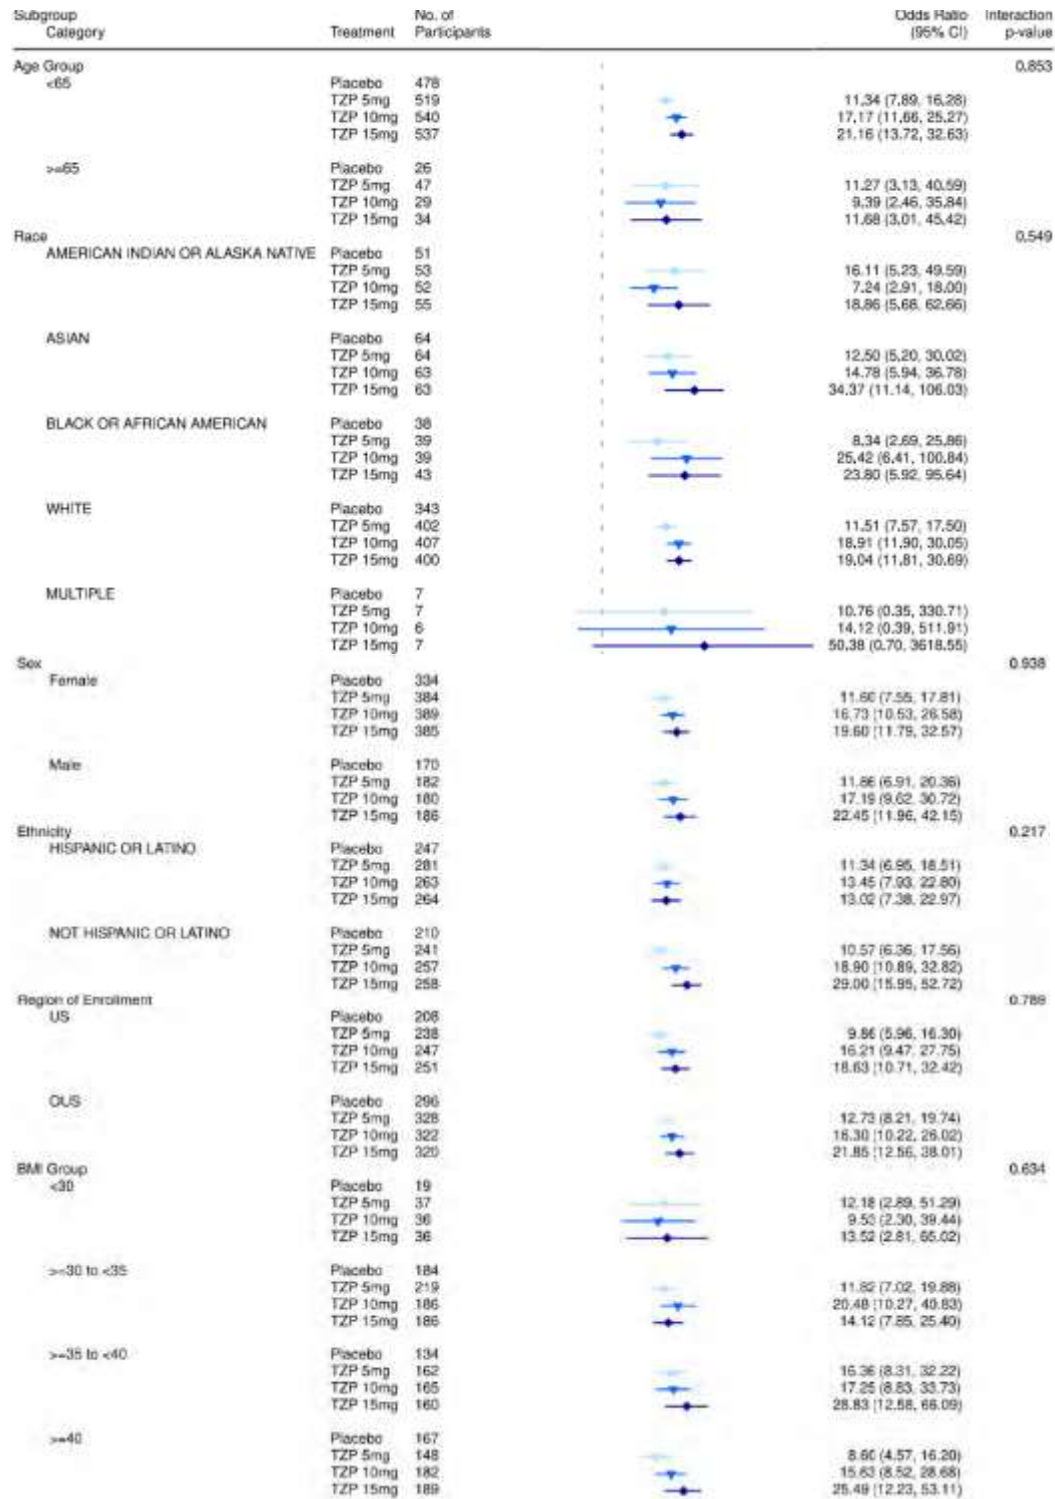 Subgroup No. of Odds Ratio Interaction
Category Treatment Participants (95% CI) p-value
Age Group 0.853
<65 Placebo 478
TZP 5mg 519 11.34 (7.89, 16.28)
TZP 10mg 540 17.17 (11.66, 25.27)
TZP 15mg 537 21.16 (13.72, 32.63)
>=65 Placebo 26
TZP 5mg 47 11.27 (3.13, 40.59)
TZP 10mg 29 9.39 (2.46, 35.84)
TZP 15mg 34 11.68 (3.01, 45.42)
Race 0.549
AMERICAN INDIAN OR ALASKA NATIVE Placebo 51
TZP 5mg 53 16.11 (5.23, 49.59)
TZP 10mg 52 7.24 (2.91, 18.00)
TZP 15mg 55 18.86 (5.68, 62.66)
ASIAN Placebo 64
TZP 5mg 64 12.50 (5.20, 30.02)
TZP 10mg 63 14.78 (5.94, 36.78)
TZP 15mg 63 34.37 (11.14, 106.03)
BLACK OR AFRICAN AMERICAN Placebo 38
TZP 5mg 39 8.34 (2.69, 25.86)
TZP 10mg 39 25.42 (6.41, 100.84)
TZP 15mg 43 23.80 (5.92, 95.64)
WHITE Placebo 343
TZP 5mg 402 11.51 (7.57, 17.50)
TZP 10mg 407 18.91 (11.90, 30.05)
TZP 15mg 400 19.04 (11.81, 30.69)
MULTIPLE Placebo 7
TZP 5mg 7 10.76 (0.35, 330.71)
TZP 10mg 6 14.12 (0.39, 511.91)
TZP 15mg 7 50.38 (0.70, 3618.55)
Sex 0.938
Female Placebo 334
TZP 5mg 384 11.60 (7.55, 17.81)
TZP 10mg 389 16.73 (10.53, 26.58)
TZP 15mg 385 19.60 (11.79, 32.57)
Male Placebo 170
TZP 5mg 182 11.86 (6.91, 20.36)
TZP 10mg 180 17.19 (9.62, 30.72)
TZP 15mg 186 22.45 (11.96, 42.15)
Ethnicity 0.217
HISPANIC OR LATINO Placebo 247
TZP 5mg 281 11.34 (6.95, 18.51)
TZP 10mg 263 13.45 (7.93, 22.80)
TZP 15mg 264 13.02 (7.38, 22.97)
NOT HISPANIC OR LATINO Placebo 210
TZP 5mg 241 10.57 (6.36, 17.56)
TZP 10mg 257 18.90 (10.89, 32.82)
TZP 15mg 258 29.00 (15.95, 52.72)
Region of Enrollment 0.788
US Placebo 208
TZP 5mg 238 9.86 (5.96, 16.30)
TZP 10mg 247 16.21 (9.47, 27.75)
TZP 15mg 251 18.63 (10.71, 32.42)
OUS Placebo 296
TZP 5mg 328 12.73 (8.21, 19.74)
TZP 10mg 322 16.30 (10.22, 26.02)
TZP 15mg 320 21.85 (12.56, 38.01)
BMI Group 0.634
<30 Placebo 19
TZP 5mg 37 12.18 (2.89, 51.29)
TZP 10mg 36 9.53 (2.30, 39.44)
TZP 15mg 36 13.52 (2.81, 65.02)
>=30 to <35 Placebo 184
TZP 5mg 219 11.82 (7.02, 19.88)
TZP 10mg 186 20.48 (10.27, 40.83)
TZP 15mg 186 14.12 (7.85, 25.40)
>=35 to <40 Placebo 134
TZP 5mg 162 16.36 (8.31, 32.22)
TZP 10mg 165 17.25 (8.83, 33.73)
TZP 15mg 160 28.83 (12.58, 66.09)
>=40 Placebo 167
TZP 5mg 148 8.60 (4.57, 16.20)
TZP 10mg 182 15.63 (8.52, 28.68)
TZP 15mg 189 25.49 (12.23, 53.11)